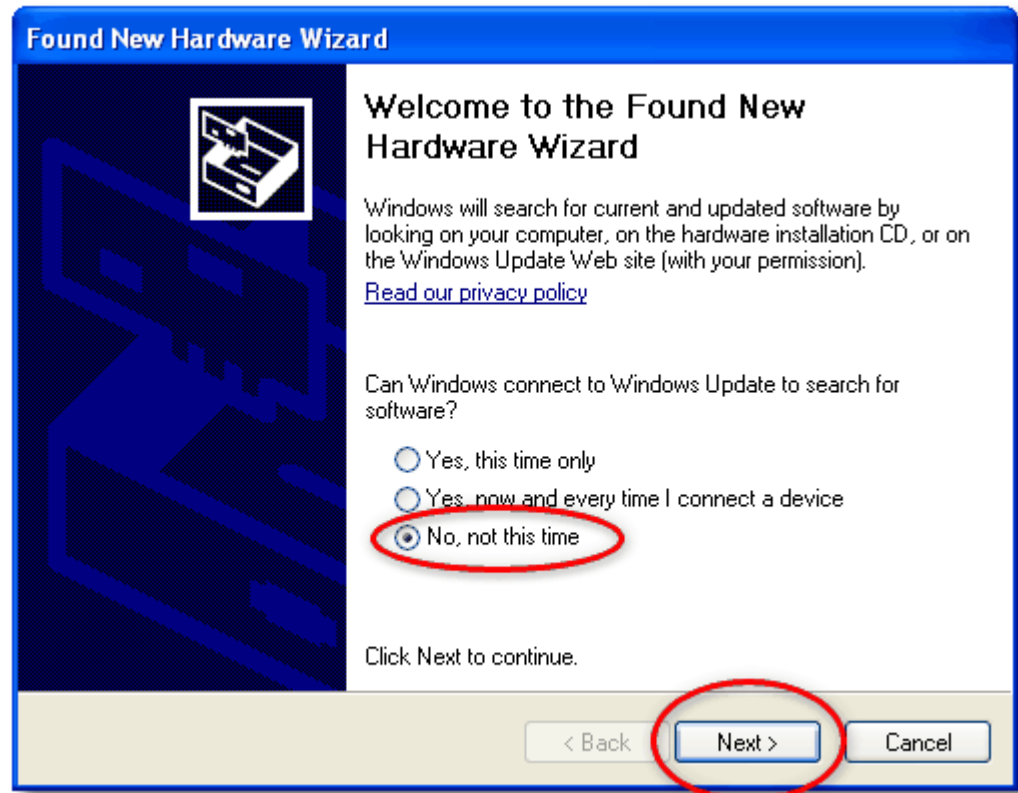 Found New Hardware Wizard
Welcome to the Found New
Hardware Wizard
Windows will search for current and updated software by
looking on your computer, on the hardware installation CD, or on
the Windows Update Web site (with your permission).
Read our privacy policy
Can Windows connect to Windows Update to search for
software?
Yes, this time only
Yes, now and every time I connect a device
No, not this time
Click Next to continue.
< Back
Next >
Cancel